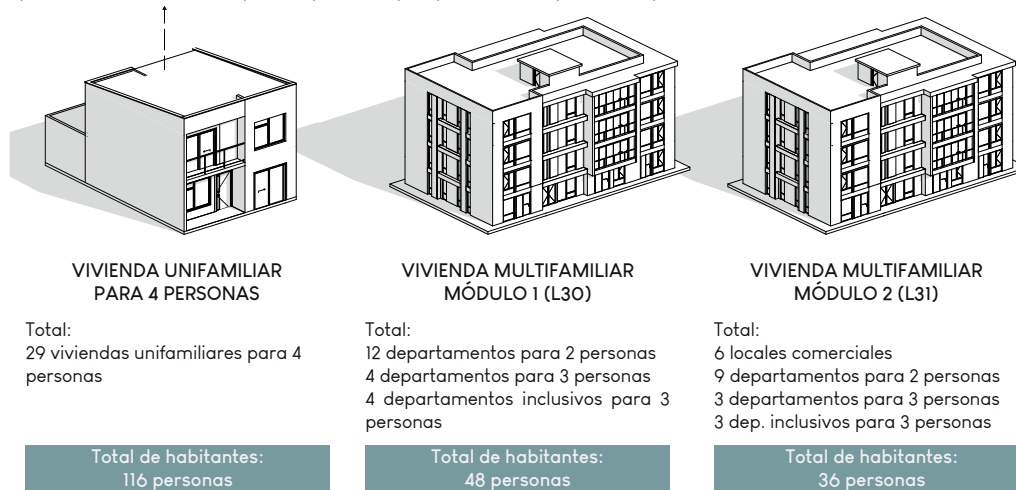 VIVIENDA UNIFAMILIAR
PARA 4 PERSONAS
Total:
29 viviendas unifamiliares para 4
personas
Total de habitantes:
116 personas
VIVIENDA MULTIFAMILIAR
MÓDULO 1 (L30)
Total:
12 departamentos para 2 personas
4 departamentos para 3 personas
4 departamentos inclusivos para 3
personas
Total de habitantes:
48 personas
VIVIENDA MULTIFAMILIAR
MÓDULO 2 (L31)
Total:
6 locales comerciales
9 departamentos para 2 personas
3 departamentos para 3 personas
3 dep. inclusivos para 3 personas
Total de habitantes:
36 personas